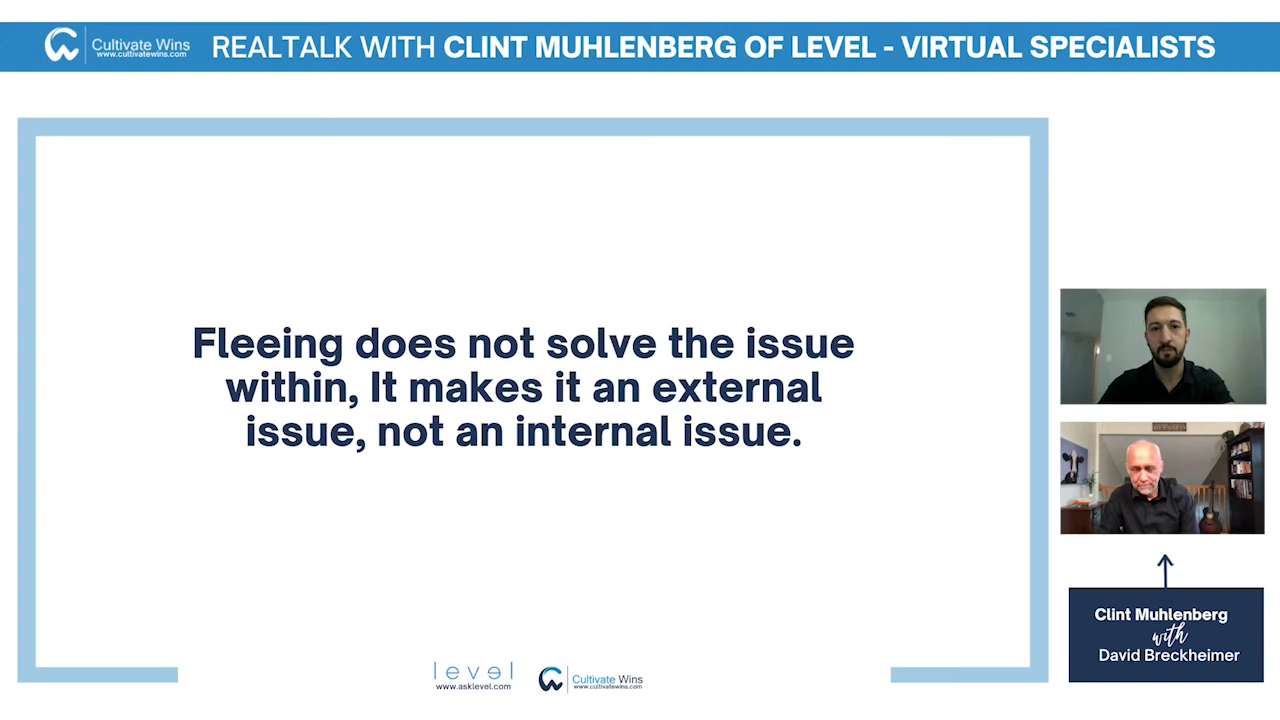 Cultivate Wins
www.cultivatewins.com
REALTALK WITH CLINT MUHLENBERG OF LEVEL - VIRTUAL SPECIALISTS
Fleeing does not solve the issue
within, It makes it an external
issue, not an internal issue.
Clint Muhlenberg
with
David Breckheimer
level
www.asklevel.com
Cultivate Wins
www.cultivatewins.com